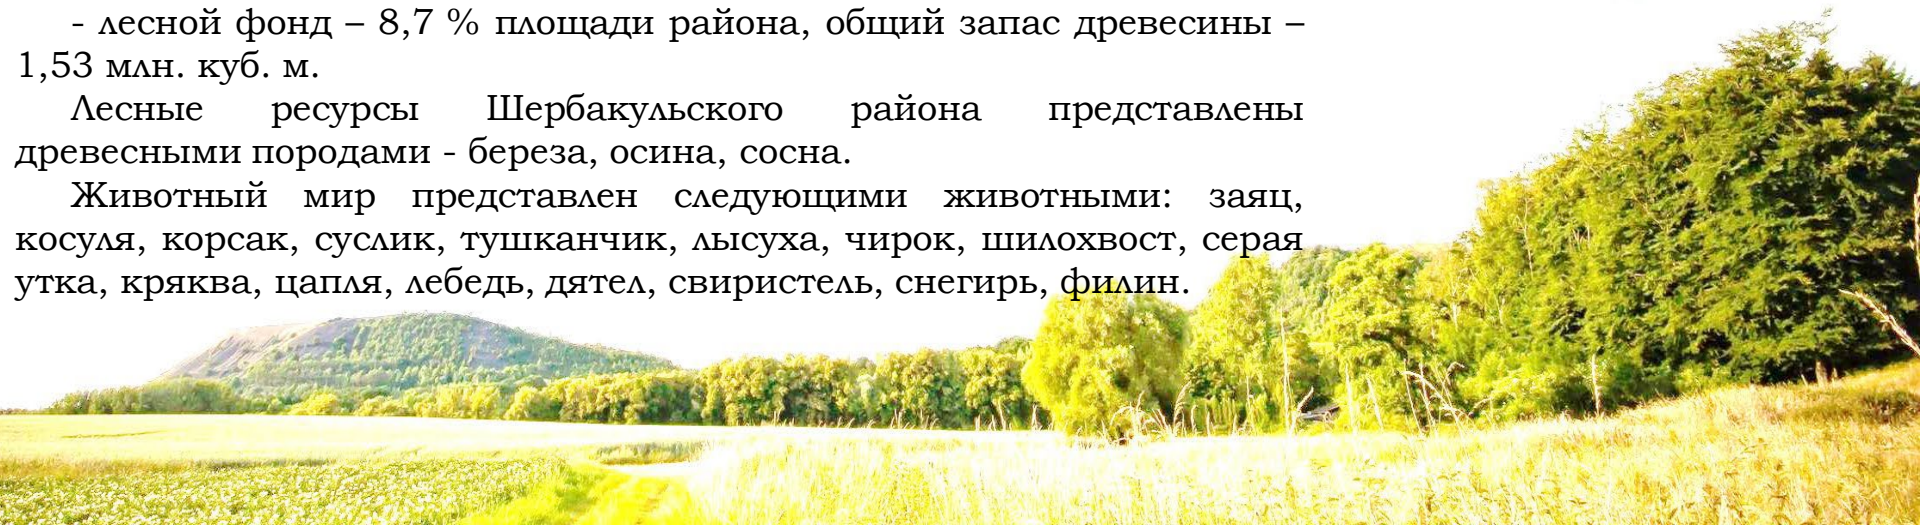 - лесной фонд – 8,7 % площади района, общий запас древесины –
1,53 млн. куб. м.
Лесные ресурсы Шербакульского района представлены
древесными породами - береза, осина, сосна.
Животный мир представлен следующими животными: заяц,
косуля, корсак, суслик, тушканчик, лысуха, чирок, шилохвост, серая
утка, кряква, цапля, лебедь, дятел, свиристель, снегирь, филин.